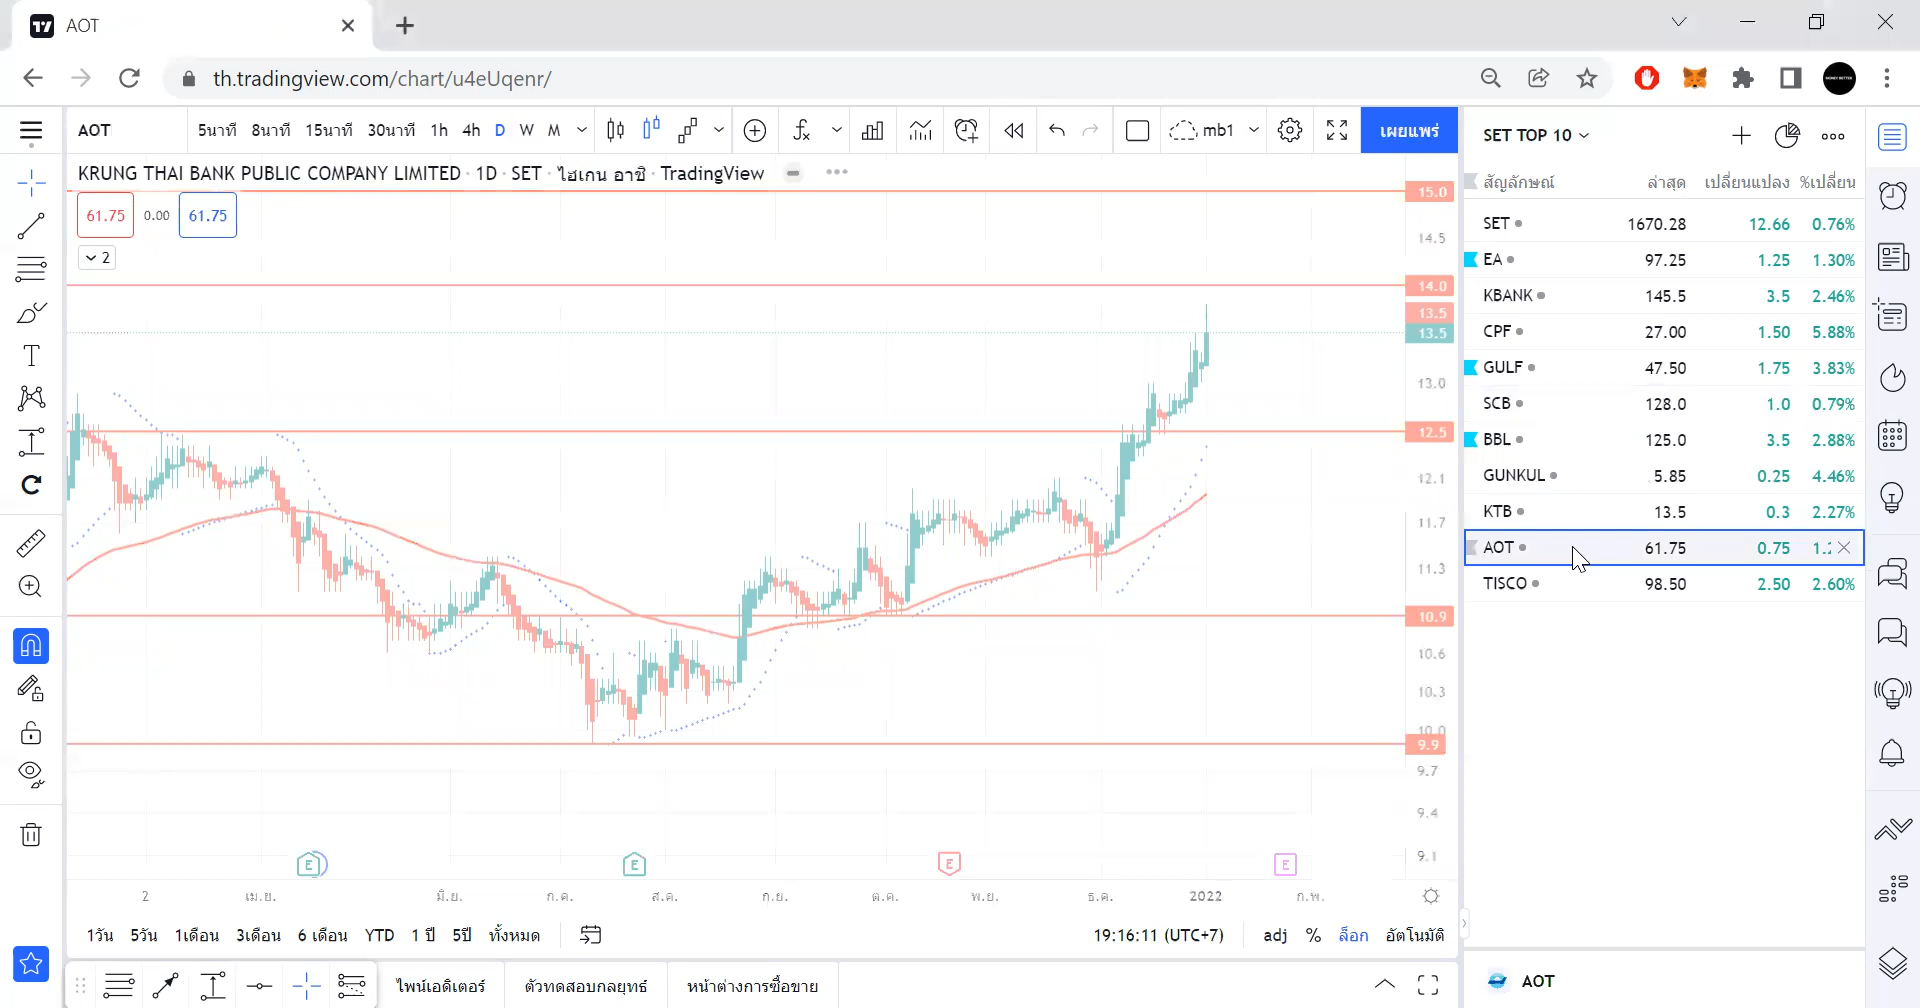 AOT
th.tradingview.com/chart/u4eUqenr/
AOT 5นาที 8นาที 15นาที 30นาที 1h 4h D W M mb1 เผยแพร่
KRUNG THAI BANK PUBLIC COMPANY LIMITED · 1D · SET · ไฮเกน อาชิ · TradingView
61.75 0.00 61.75
2
15.0
14.5
14.0
13.5
13.5
13.0
12.5
12.1
11.7
11.3
10.9
10.6
10.3
10.0
9.9
9.7
9.4
9.1
E E E E
2 เม.ย. มิ.ย. ก.ค. ส.ค. ก.ย. ต.ค. พ.ย. ธ.ค. 2022 ก.พ.
1วัน 5วัน 1เดือน 3เดือน 6 เดือน YTD 1 ปี 5ปี ทั้งหมด 19:16:11 (UTC+7) adj % ล็อก อัตโนมัติ
ไพน์เอดิเตอร์ ตัวทดสอบกลยุทธ์ หน้าต่างการซื้อขาย
SET TOP 10
สัญลักษณ์ ล่าสุด เปลี่ยนแปลง %เปลี่ยน
SET 1670.28 12.66 0.76%
EA 97.25 1.25 1.30%
KBANK 145.5 3.5 2.46%
CPF 27.00 1.50 5.88%
GULF 47.50 1.75 3.83%
SCB 128.0 1.0 0.79%
BBL 125.0 3.5 2.88%
GUNKUL 5.85 0.25 4.46%
KTB 13.5 0.3 2.27%
AOT 61.75 0.75
TISCO 98.50 2.50 2.60%
AOT